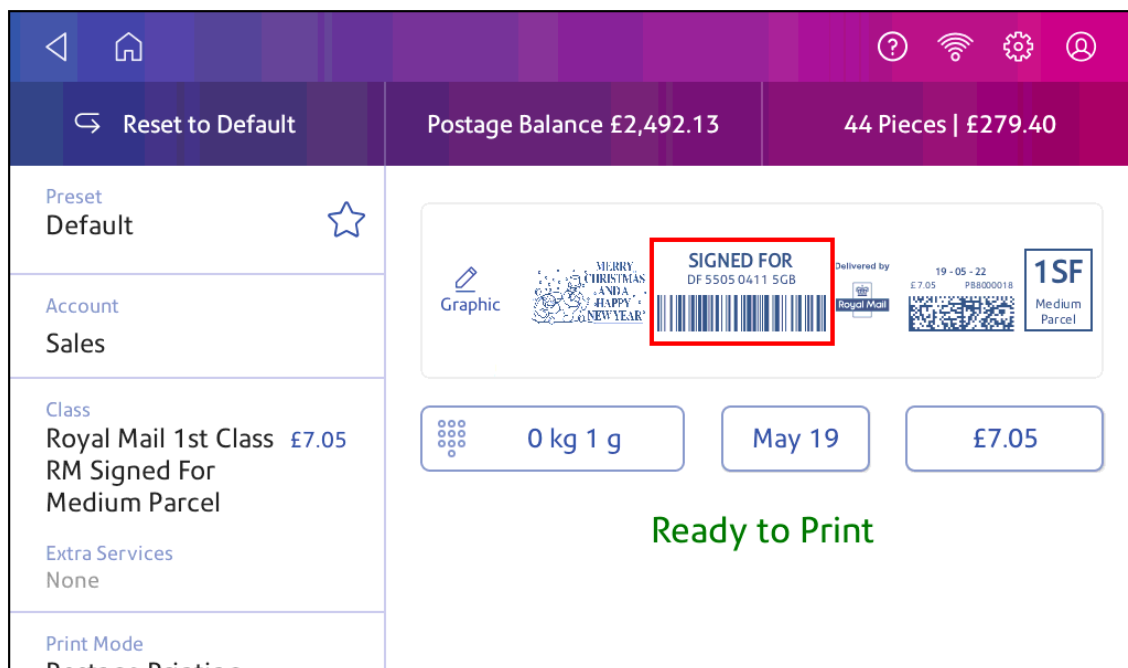 Reset to Default
Postage Balance £2,492.13
44 Pieces | £279.40
Preset
Default
Account
Sales
Class
Royal Mail 1st Class £7.05
RM Signed For
Medium Parcel
Extra Services
None
Print Mode
Postage Printing
Graphic
MERRY
CHRISTMAS
AND A
HAPPY
NEW YEAR
SIGNED FOR
DF 5505 0411 5GB
Delivered by
Royal Mail
19 - 05 - 22
£7.05 PB8000018
1SF
Medium
Parcel
0 kg 1 g
May 19
£7.05
Ready to Print